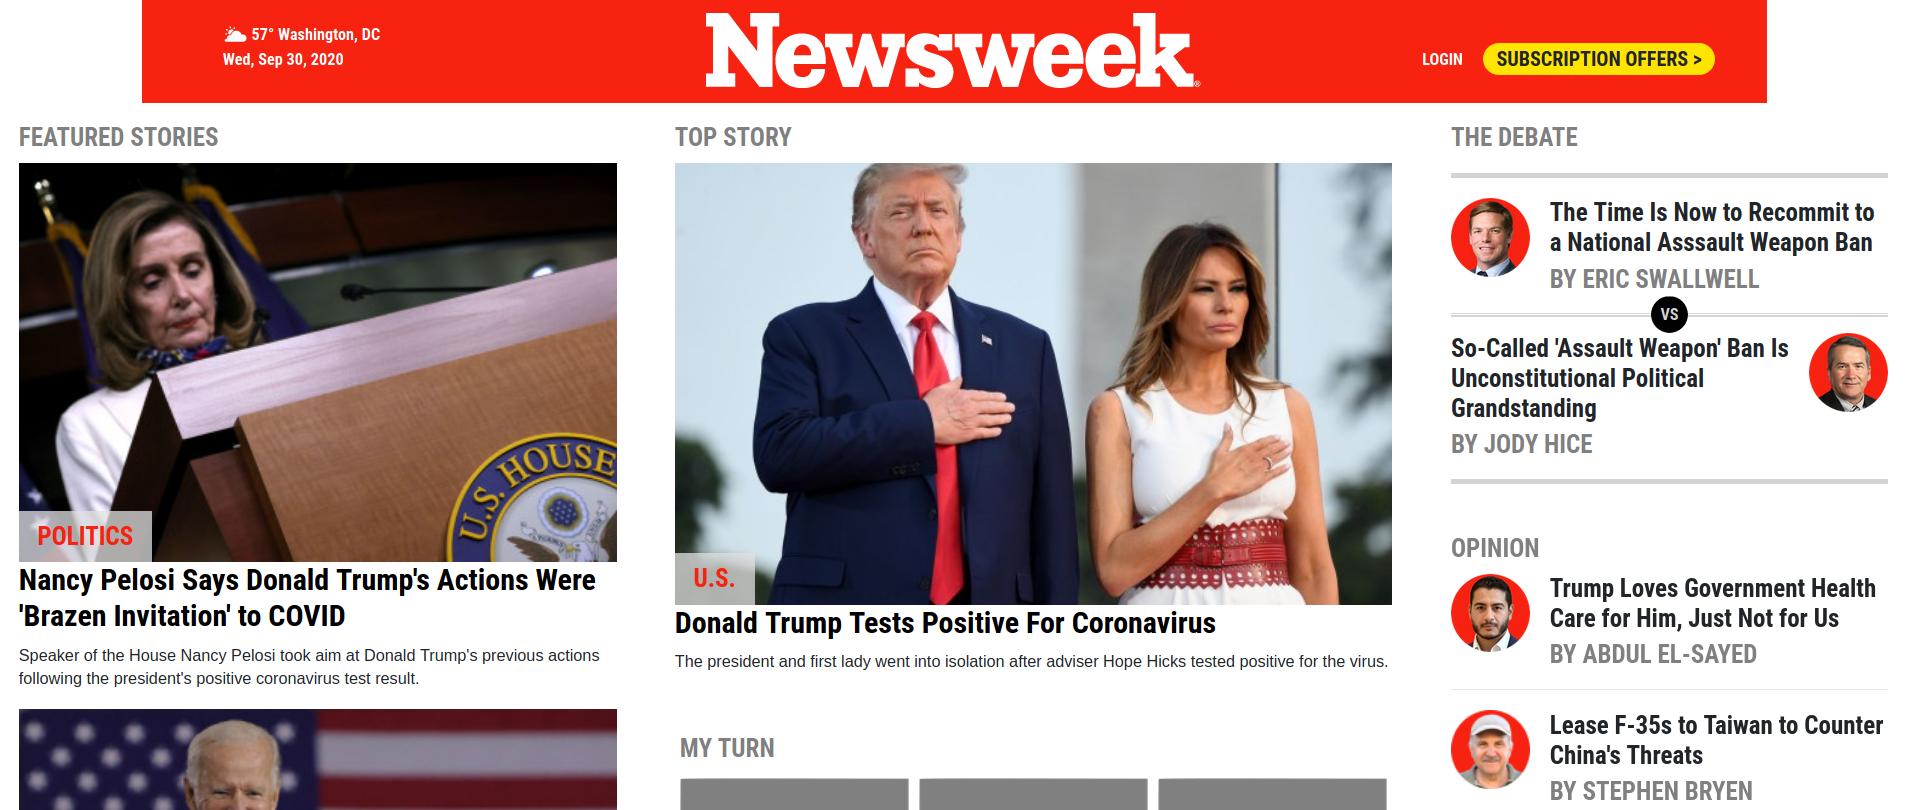 57° Washington, DC
Wed, Sep 30, 2020
Newsweek
LOGIN
SUBSCRIPTION OFFERS >
FEATURED STORIES
U.S. HOUSE
POLITICS
Nancy Pelosi Says Donald Trump's Actions Were
'Brazen Invitation' to COVID
Speaker of the House Nancy Pelosi took aim at Donald Trump's previous actions
following the president's positive coronavirus test result.
TOP STORY
U.S.
Donald Trump Tests Positive For Coronavirus
The president and first lady went into isolation after adviser Hope Hicks tested positive for the virus.
MY TURN
THE DEBATE
The Time Is Now to Recommit to
a National Asssault Weapon Ban
BY ERIC SWALLWELL
VS
So-Called 'Assault Weapon' Ban Is
Unconstitutional Political
Grandstanding
BY JODY HICE
OPINION
Trump Loves Government Health
Care for Him, Just Not for Us
BY ABDUL EL-SAYED
Lease F-35s to Taiwan to Counter
China's Threats
BY STEPHEN BRYEN